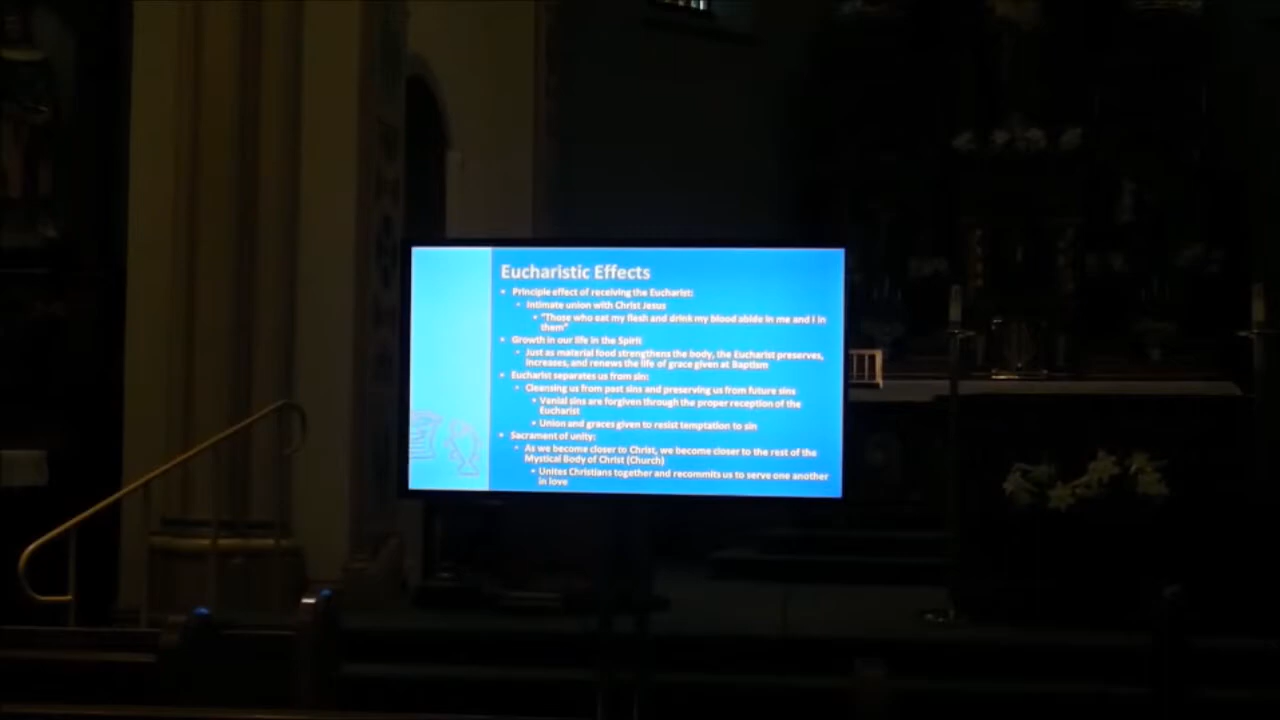 Eucharistic Effects
• Principle effect of receiving the Eucharist:
• Intimate union with Christ Jesus
• "Those who eat my flesh and drink my blood abide in me and I in
them"
• Growth in our life in the Spirit
• Just as material food strengthens the body, the Eucharist preserves,
increases, and renews the life of grace given at Baptism
• Eucharist separates us from sin:
• Cleansing us from past sins and preserving us from future sins
• Venial sins are forgiven through the proper reception of the
Eucharist
• Union and graces given to resist temptation to sin
• Sacrament of unity:
• As we become closer to Christ, we become closer to the rest of the
Mystical Body of Christ (Church)
• Unites Christians together and recommits us to serve one another
in love